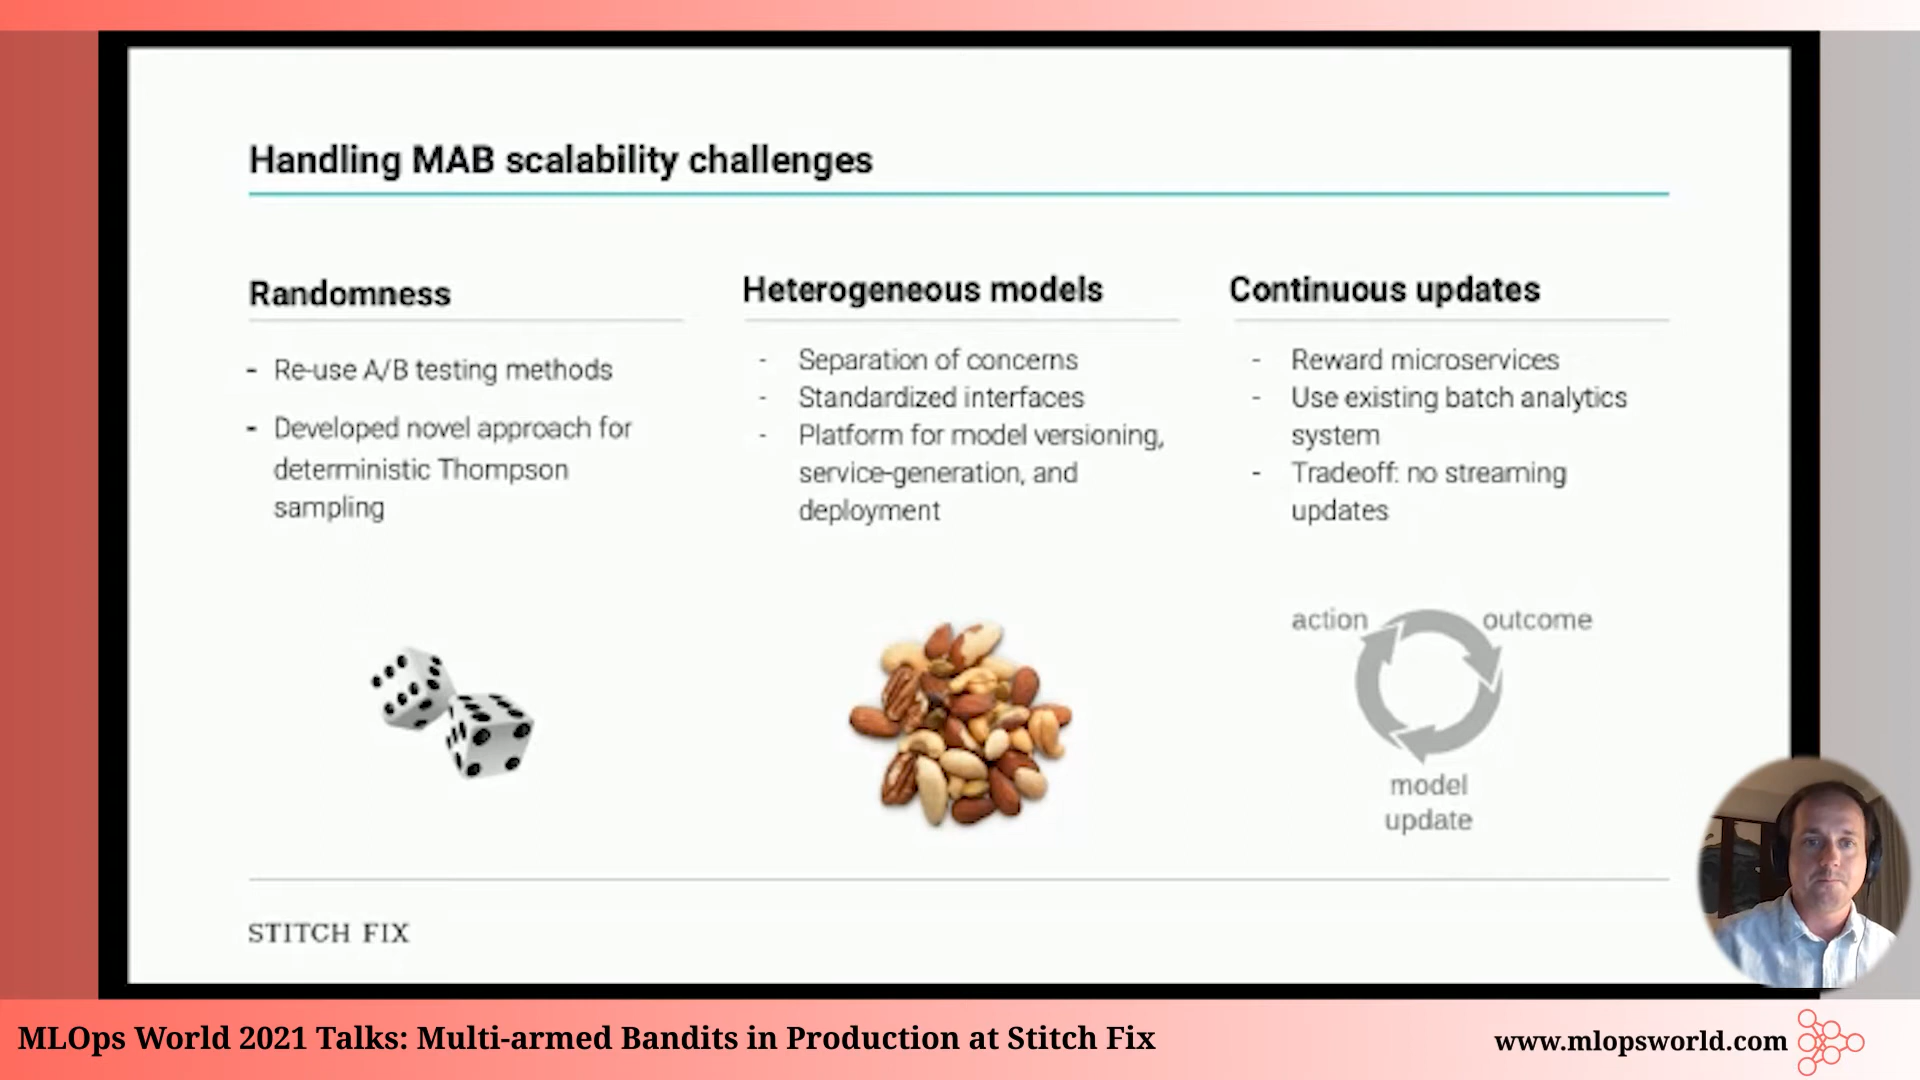 Handling MAB scalability challenges
Randomness
- Re-use A/B testing methods
- Developed novel approach for
deterministic Thompson
sampling
Heterogeneous models
- Separation of concerns
- Standardized interfaces
- Platform for model versioning,
service-generation, and
deployment
Continuous updates
- Reward microservices
- Use existing batch analytics
system
- Tradeoff: no streaming
updates
action
outcome
model
update
STITCH FIX
MLOps World 2021 Talks: Multi-armed Bandits in Production at Stitch Fix
www.mlopsworld.com